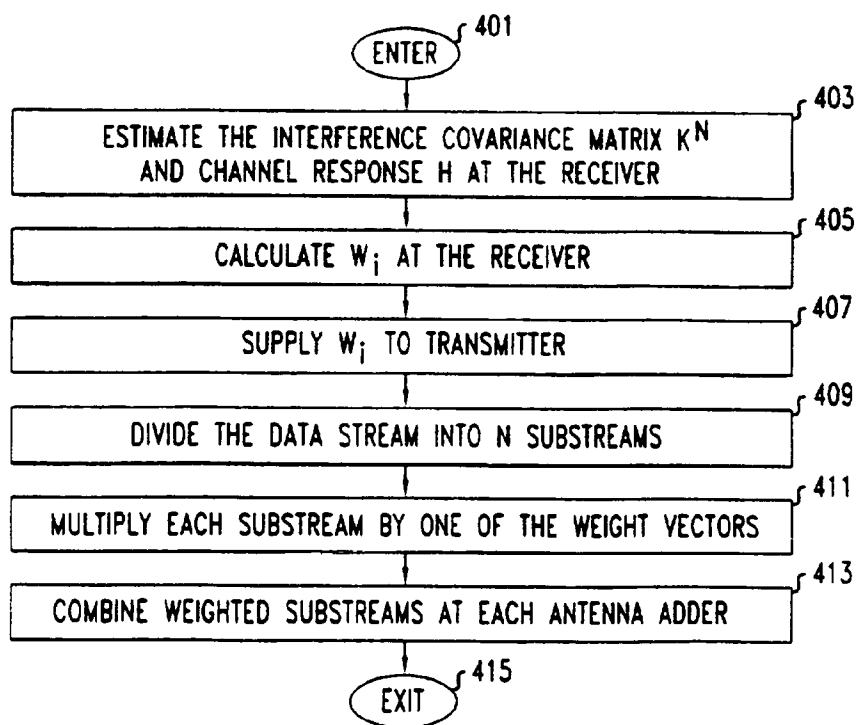 401
ENTER
403
ESTIMATE THE INTERFERENCE COVARIANCE MATRIX K^N
AND CHANNEL RESPONSE H AT THE RECEIVER
405
CALCULATE W_i AT THE RECEIVER
407
SUPPLY W_i TO TRANSMITTER
409
DIVIDE THE DATA STREAM INTO N SUBSTREAMS
411
MULTIPLY EACH SUBSTREAM BY ONE OF THE WEIGHT VECTORS
413
COMBINE WEIGHTED SUBSTREAMS AT EACH ANTENNA ADDER
415
EXIT